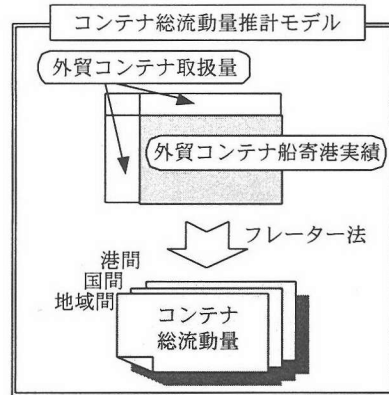 コンテナ総流動量推計モデル
外貿コンテナ取扱量
外貿コンテナ船寄港実績
フレーター法
港間
国間
地域間
コンテナ
総流動量